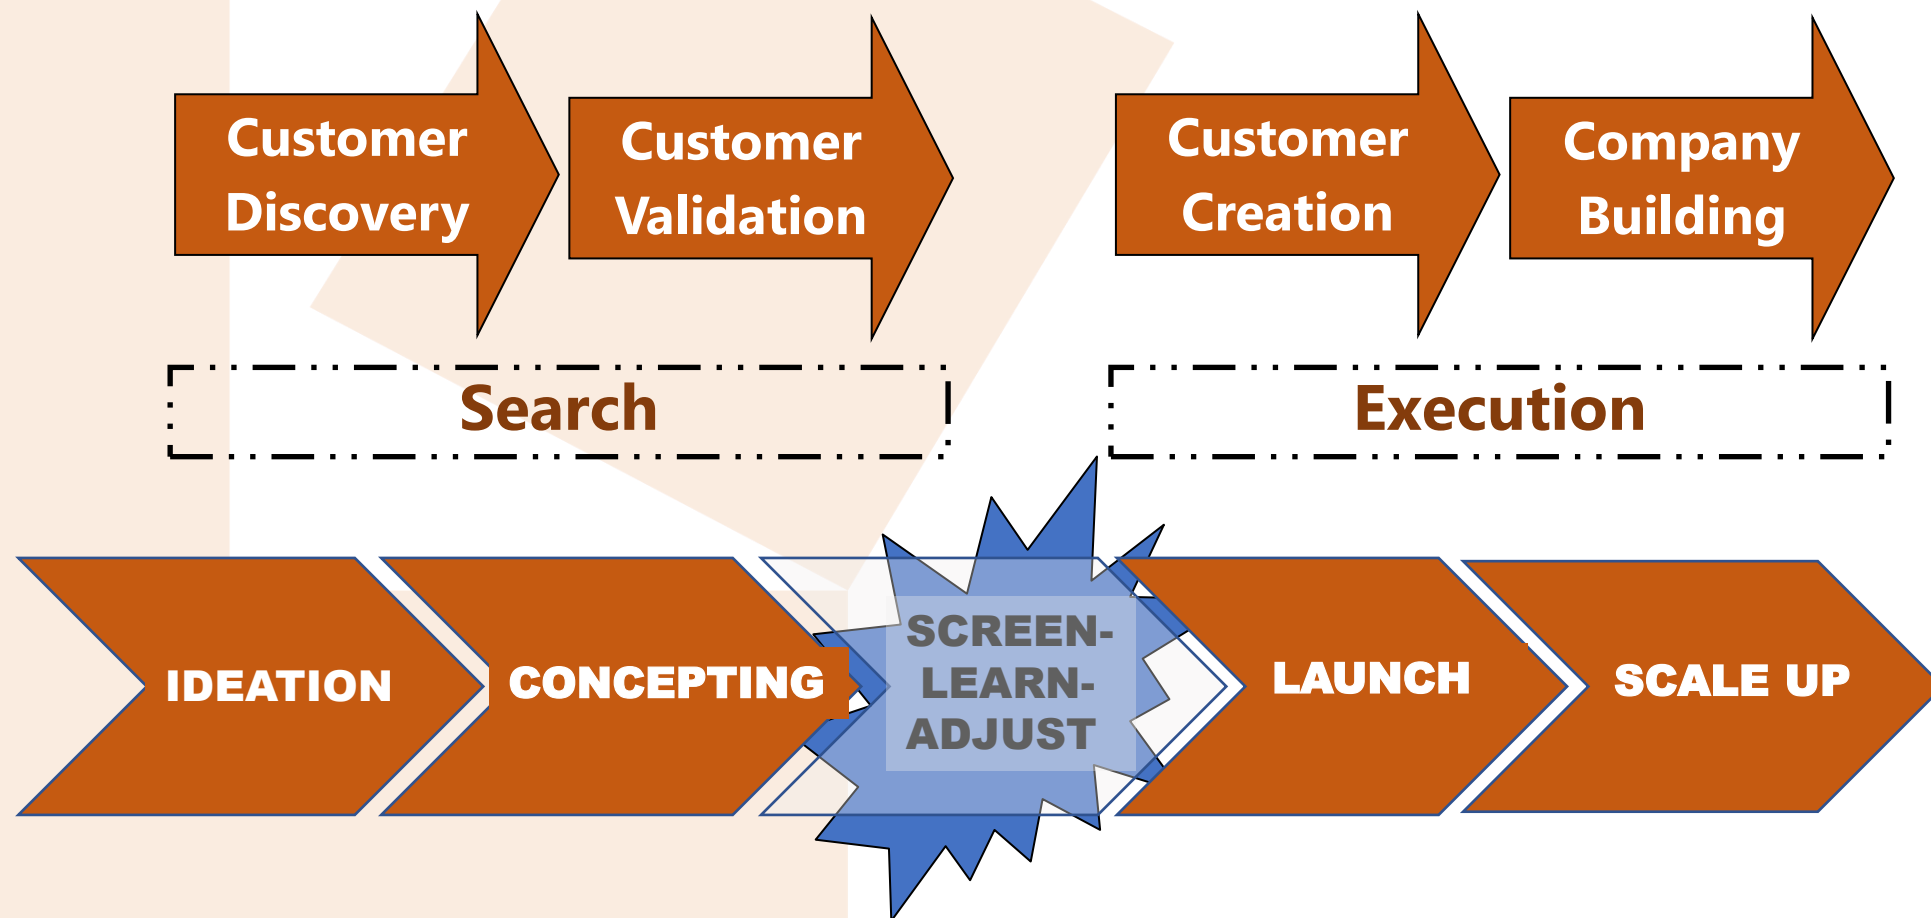 Customer
Discovery
Customer
Validation
Customer
Creation
Company
Building
Search
Execution
IDEATION
CONCEPTING
SCREEN-
LEARN-
ADJUST
LAUNCH
SCALE UP